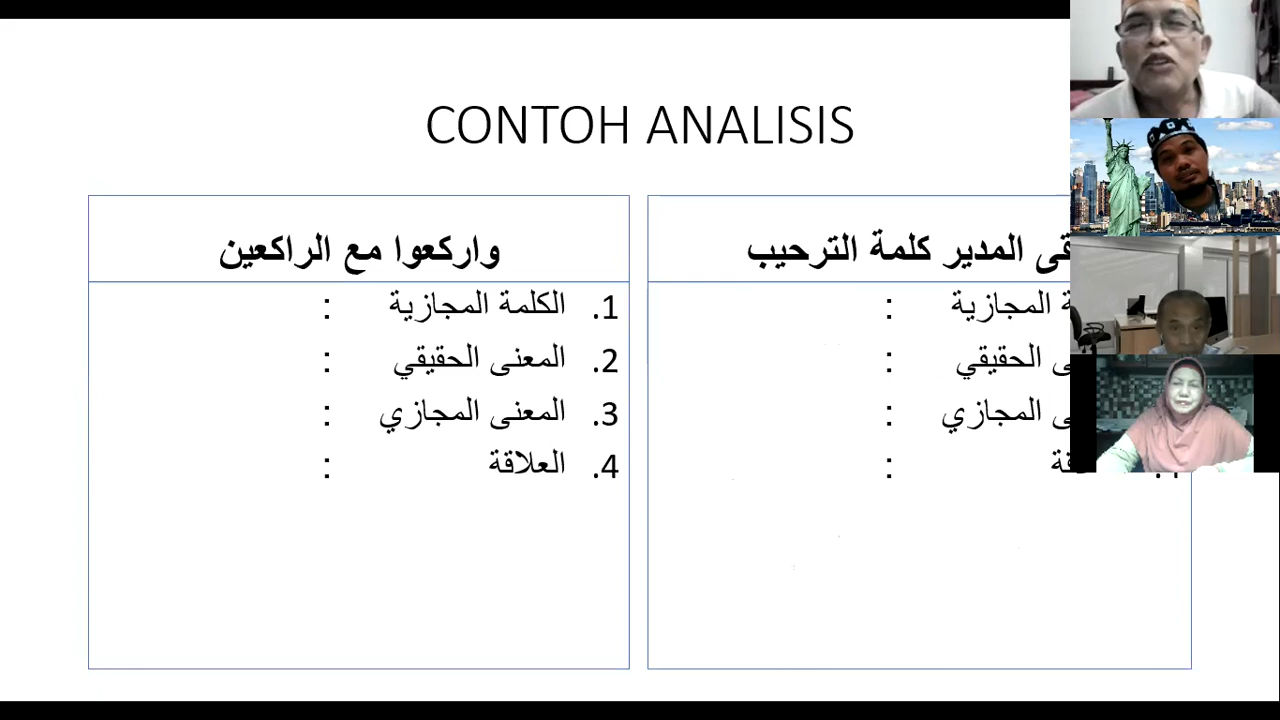 CONTOH ANALISIS
واركعوا مع الراكعين
1. الكلمة المجازية :
2. المعنى الحقيقي :
3. المعنى المجازي :
4. العلاقة :
المدير كلمة الترحيب
المجازية :
الحقيقي :
المجازي :
: